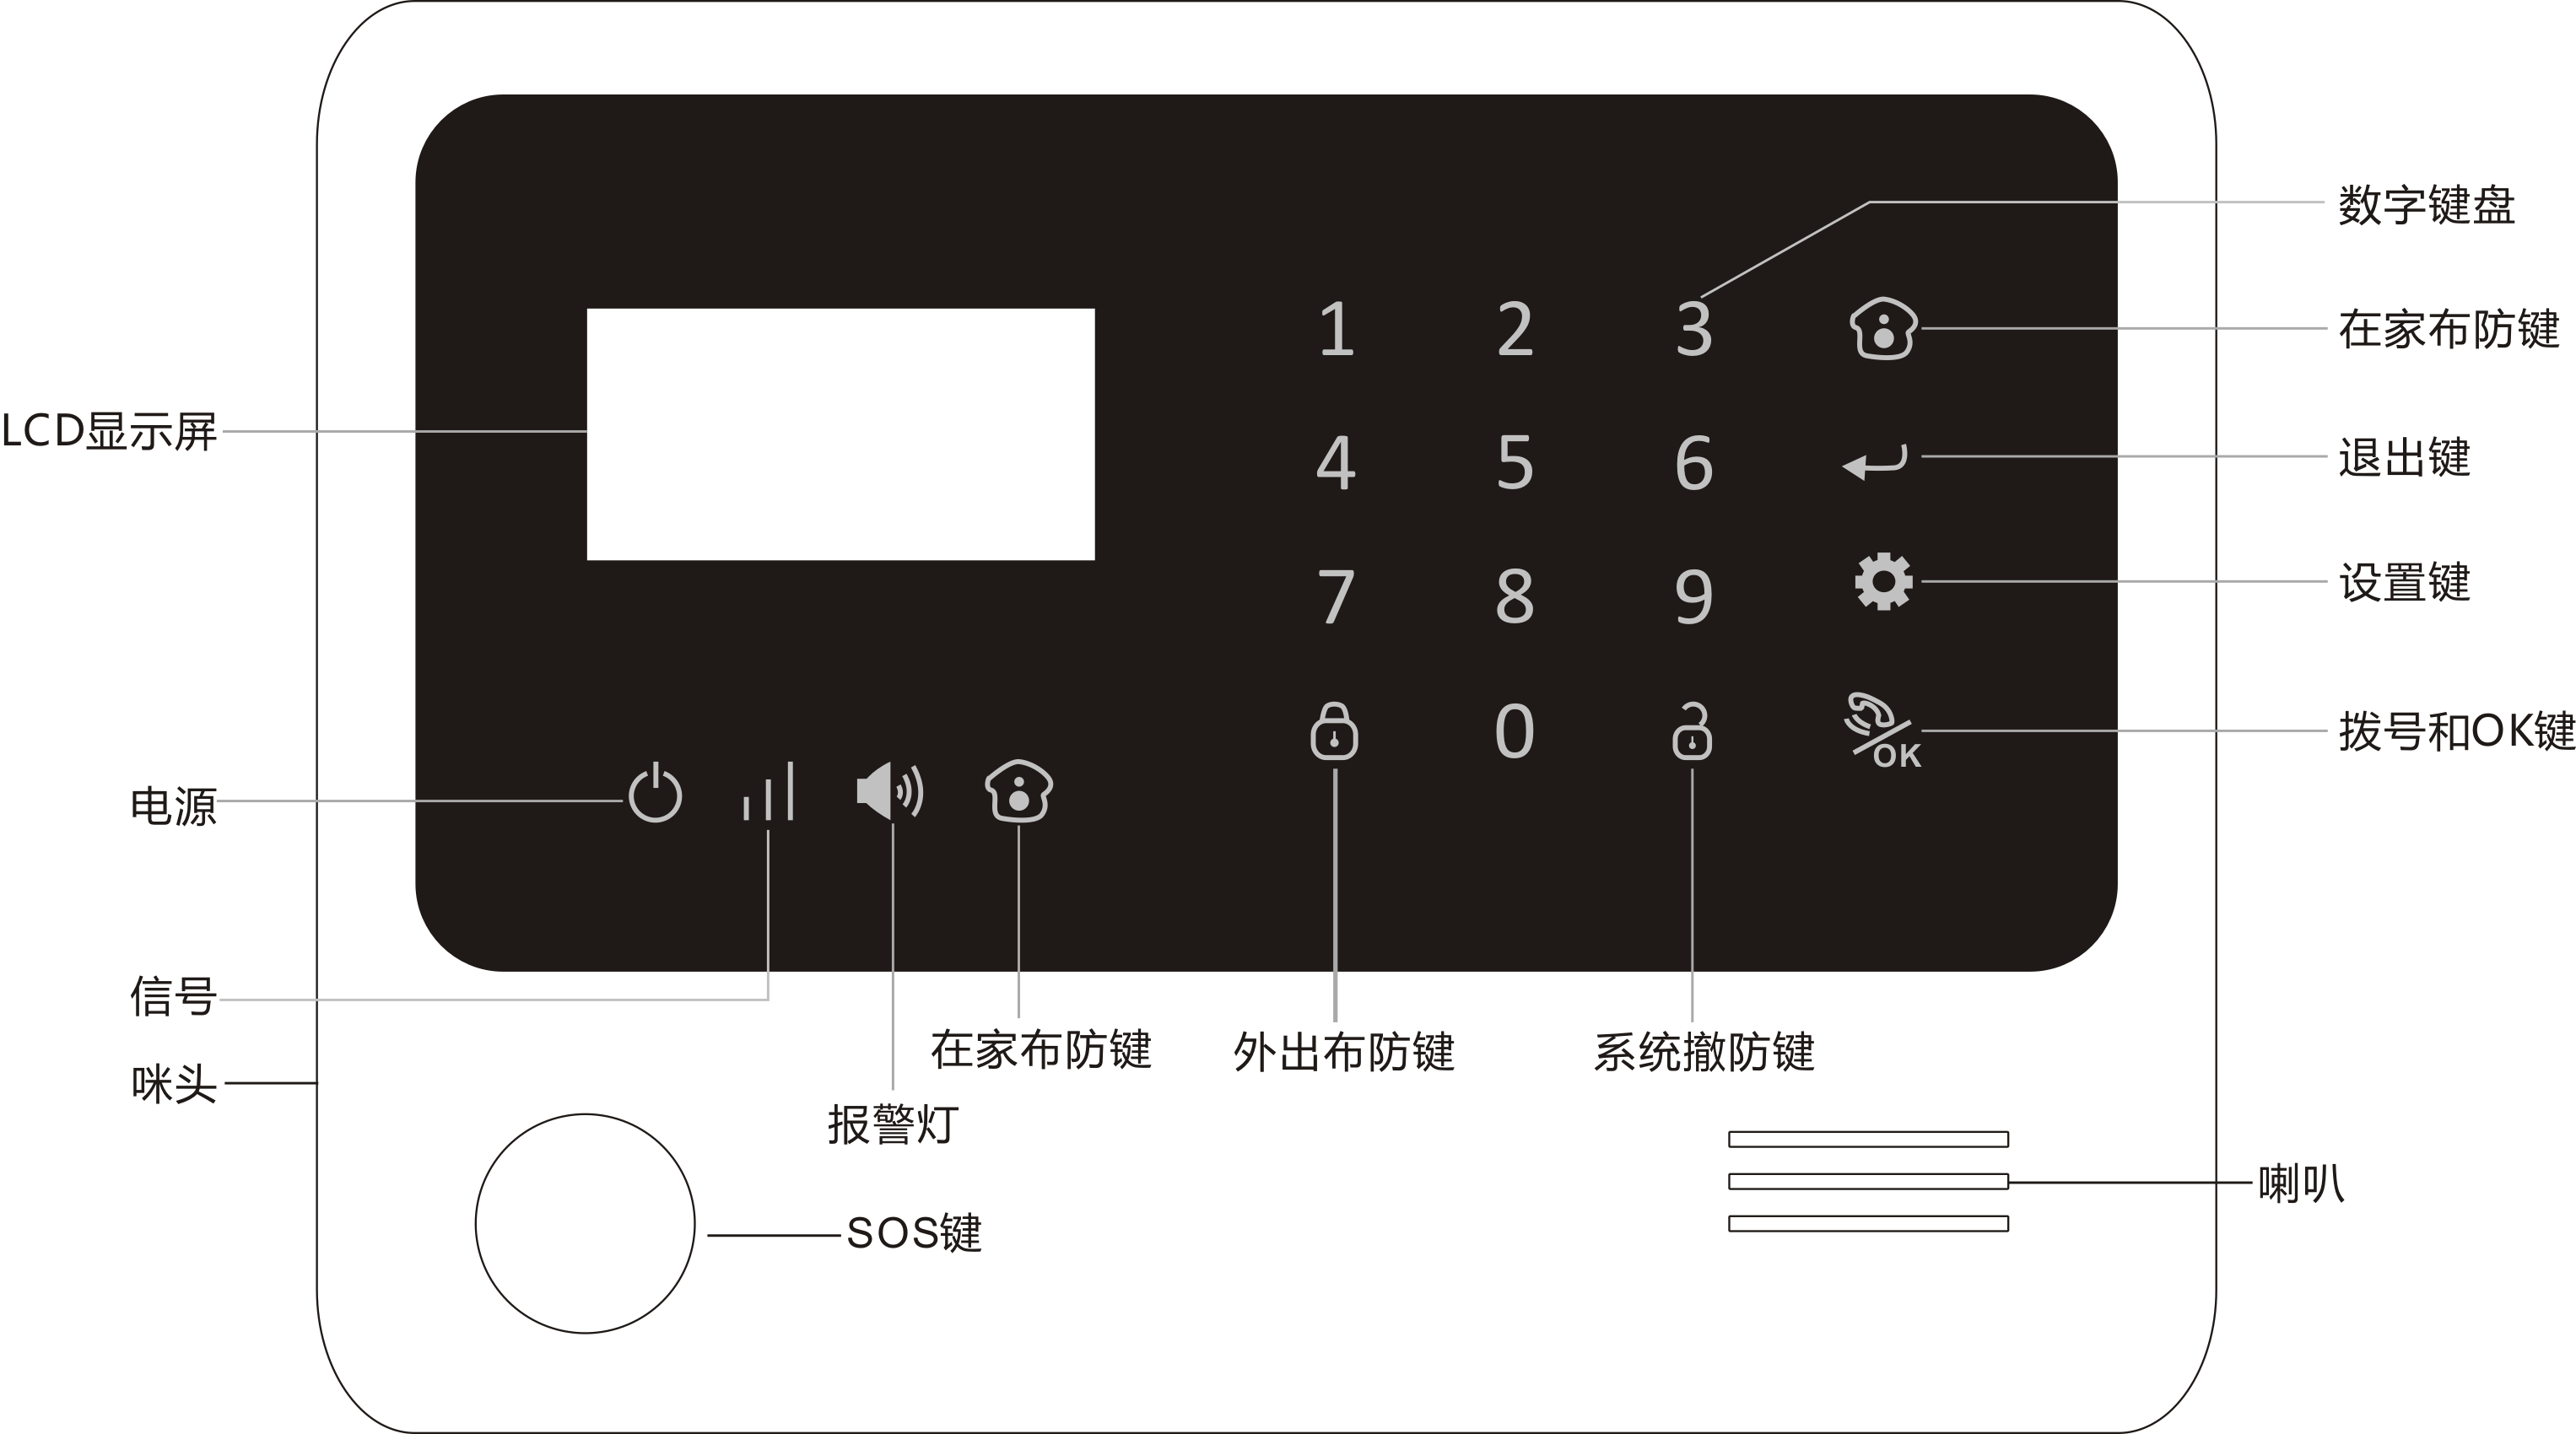 数字键盘
1 2 3
在家布防键
LCD显示屏
4 5 6
退出键
7 8 9
设置键
0
OK
拨号和OK键
电源
信号
咪头
在家布防键
外出布防键
系统撤防键
报警灯
喇叭
SOS键